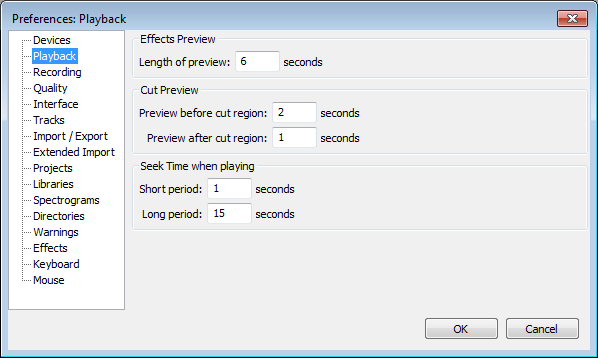 Preferences: Playback
Devices
Playback
Recording
Quality
Interface
Tracks
Import / Export
Extended Import
Projects
Libraries
Spectrograms
Directories
Warnings
Effects
Keyboard
Mouse
Effects Preview
Length of preview: 6 seconds
Cut Preview
Preview before cut region: 2 seconds
Preview after cut region: 1 seconds
Seek Time when playing
Short period: 1 seconds
Long period: 15 seconds
OK Cancel